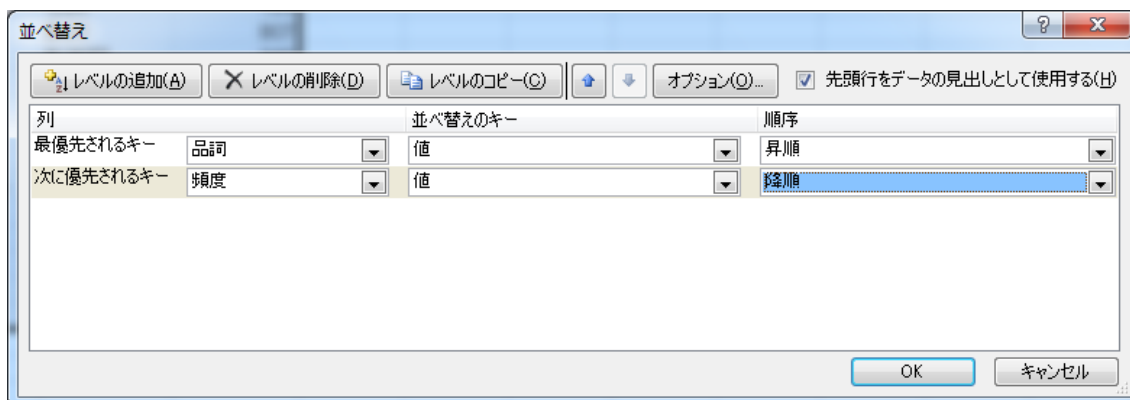 並べ替え
レベルの追加(A) レベルの削除(D) レベルのコピー(C) オプション(O)... 先頭行をデータの見出しとして使用する(H)
列 並べ替えのキー 順序
最優先されるキー 品詞 値 昇順
次に優先されるキー 頻度 値 降順
OK キャンセル